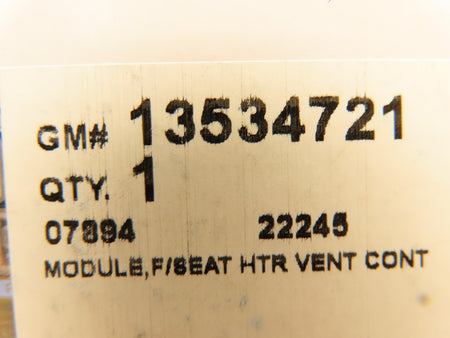 GM# 13534721
QTY. 1
07894 22245
MODULE,F/SEAT HTR VENT CONT